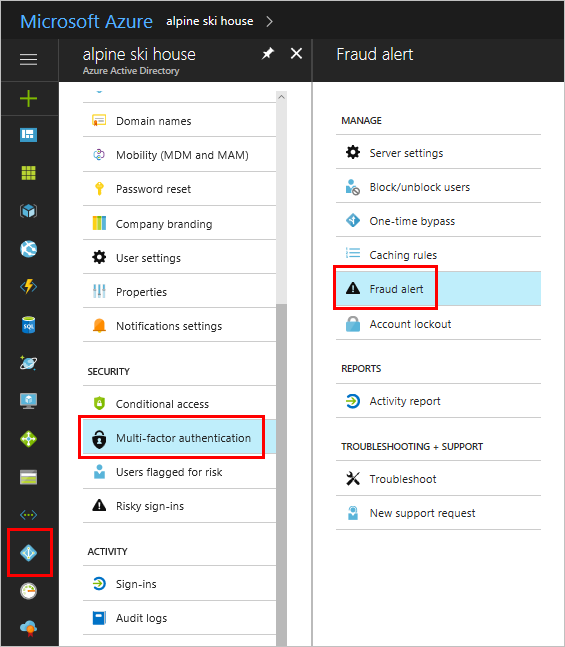 Microsoft Azure alpine ski house
alpine ski house
Azure Active Directory
Domain names
Mobility (MDM and MAM)
Password reset
Company branding
User settings
Properties
Notifications settings
SECURITY
Conditional access
Multi-factor authentication
Users flagged for risk
Risky sign-ins
ACTIVITY
Sign-ins
Audit logs
Fraud alert
MANAGE
Server settings
Block/unblock users
One-time bypass
Caching rules
Fraud alert
Account lockout
REPORTS
Activity report
TROUBLESHOOTING + SUPPORT
Troubleshoot
New support request
SQL